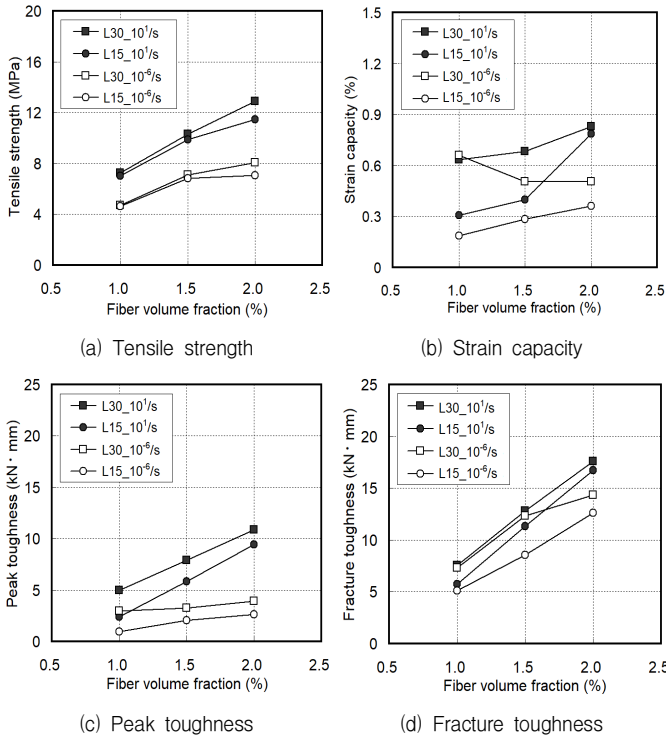 20
16
12
8
4
0
Tensile strength (MPa)
L30_10¹/s
L15_10¹/s
L30_10⁻⁶/s
L15_10⁻⁶/s
0.5 1.0 1.5 2.0 2.5
Fiber volume fraction (%)
(a) Tensile strength
1.5
1.2
0.9
0.6
0.3
0
Strain capacity (%)
L30_10¹/s
L15_10¹/s
L30_10⁻⁶/s
L15_10⁻⁶/s
0.5 1.0 1.5 2.0 2.5
Fiber volume fraction (%)
(b) Strain capacity
25
20
15
10
5
0
Peak toughness (kN·mm)
L30_10¹/s
L15_10¹/s
L30_10⁻⁶/s
L15_10⁻⁶/s
0.5 1.0 1.5 2.0 2.5
Fiber volume fraction (%)
(c) Peak toughness
25
20
15
10
5
0
Fracture toughness (kN·mm)
L30_10¹/s
L15_10¹/s
L30_10⁻⁶/s
L15_10⁻⁶/s
0.5 1.0 1.5 2.0 2.5
Fiber volume fraction (%)
(d) Fracture toughness